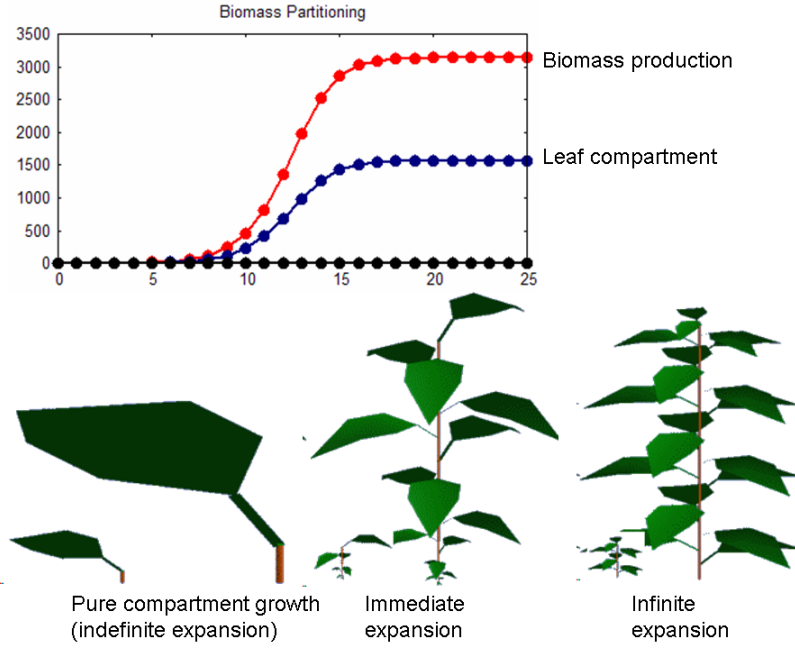 Biomass Partitioning
3500
3000
2500
2000
1500
1000
500
0
0 5 10 15 20 25
Biomass production
Leaf compartment
Pure compartment growth
(indefinite expansion)
Immediate
expansion
Infinite
expansion